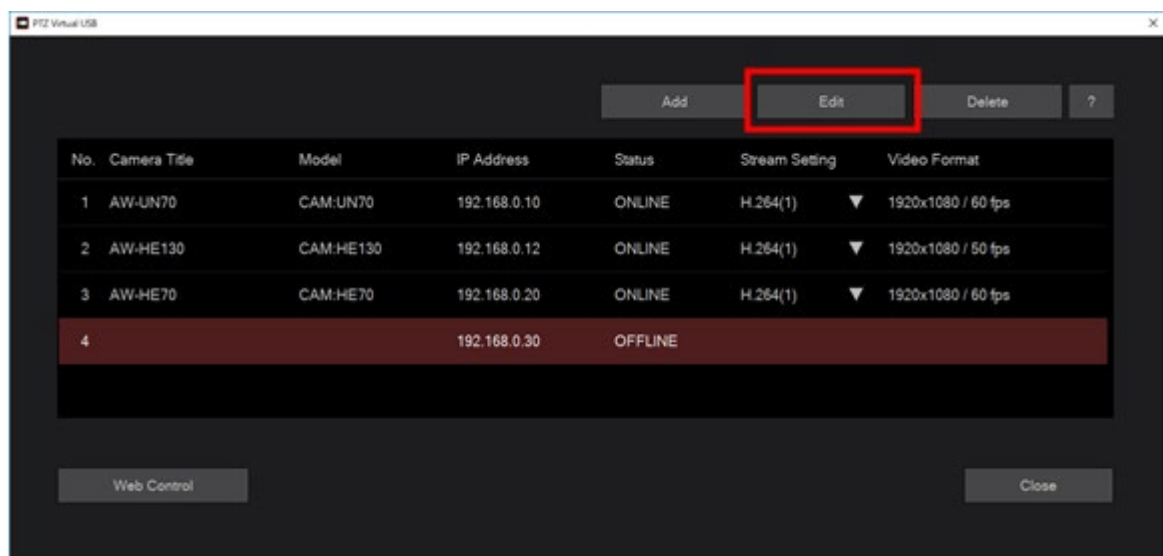 PTZ Virtual USB
Add Edit Delete ?
No. Camera Title Model IP Address Status Stream Setting Video Format
1 AW-UN70 CAM:UN70 192.168.0.10 ONLINE H.264(1) ▼ 1920x1080 / 60 fps
2 AW-HE130 CAM:HE130 192.168.0.12 ONLINE H.264(1) ▼ 1920x1080 / 50 fps
3 AW-HE70 CAM:HE70 192.168.0.20 ONLINE H.264(1) ▼ 1920x1080 / 60 fps
4 192.168.0.30 OFFLINE
Web Control Close